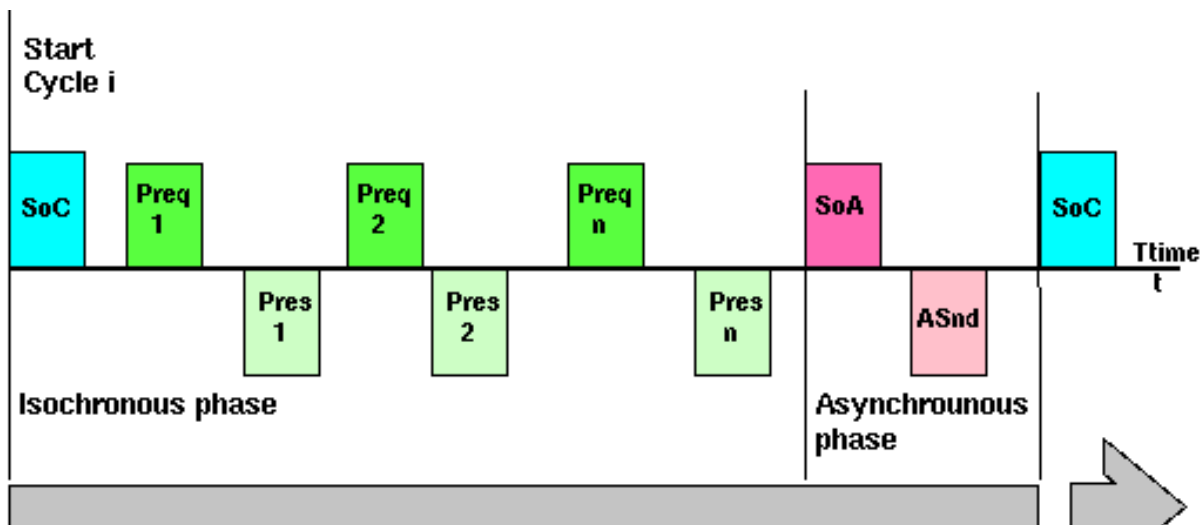 Start
Cycle i
SoC
Preq
1
Preq
2
Preq
n
SoA
SoC
Ttime
t
Pres
1
Pres
2
Pres
n
ASnd
Isochronous phase
Asynchrounous
phase